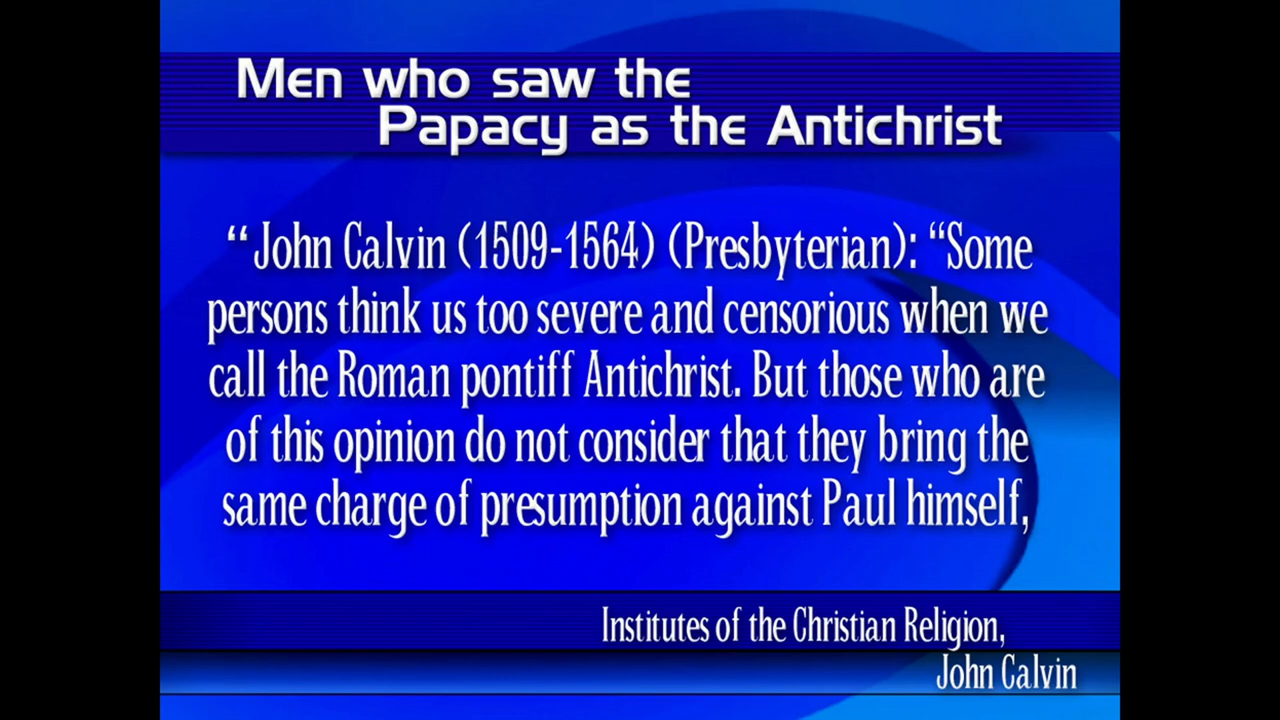 Men who saw the
Papacy as the Antichrist
“John Calvin (1509-1564) (Presbyterian): “Some
persons think us too severe and censorious when we
call the Roman pontiff Antichrist. But those who are
of this opinion do not consider that they bring the
same charge of presumption against Paul himself,
Institutes of the Christian Religion,
John Calvin